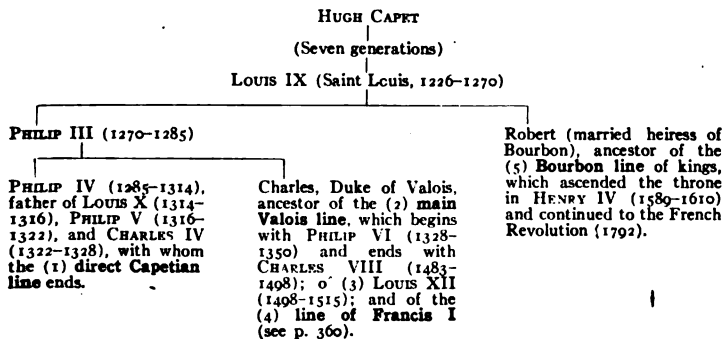 HUGH CAPET
(Seven generations)
LOUIS IX (Saint Lcuis, 1226–1270)
PHILIP III (1270–1285)
PHILIP IV (1285–1314),
father of LOUIS X (1314–
1316), PHILIP V (1316–
1322), and CHARLES IV
(1322–1328), with whom
the (1) direct Capetian
line ends.
Charles, Duke of Valois,
ancestor of the (2) main
Valois line, which begins
with PHILIP VI (1328–
1350) and ends with
CHARLES VIII (1483–
1498); o (3) LOUIS XII
(1498–1515); and of the
(4) line of Francis I
(see p. 360).
Robert (married heiress of
Bourbon), ancestor of the
(5) Bourbon line of kings,
which ascended the throne
in HENRY IV (1589–1610)
and continued to the French
Revolution (1792).